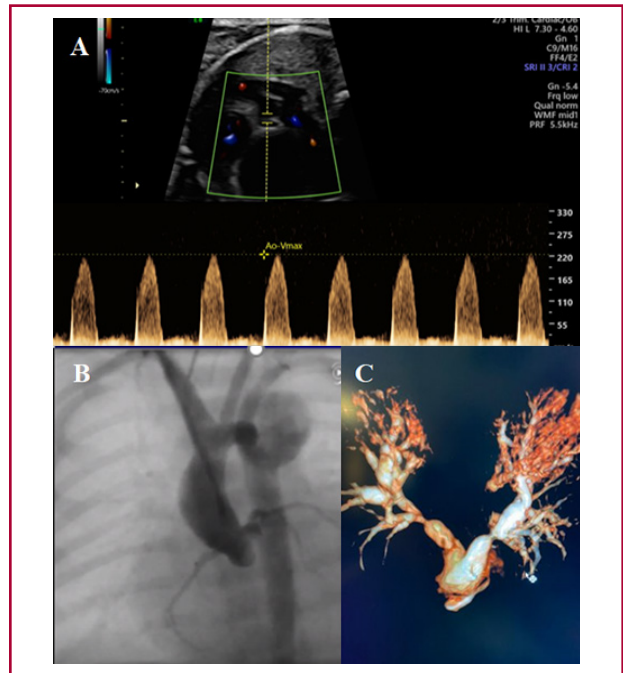 A
2/3 Trim. Cardiac/OB
HI L 7.30 - 4.60
Gn 1
C9/M16
FF4/E2
SRI II 3/CRI 2
Gn -5.4
Frq low
Qual norm
WMF mid1
PRF 5.5kHz
-70cm/s
Ao-Vmax
330
275
220
165
110
55
B
C